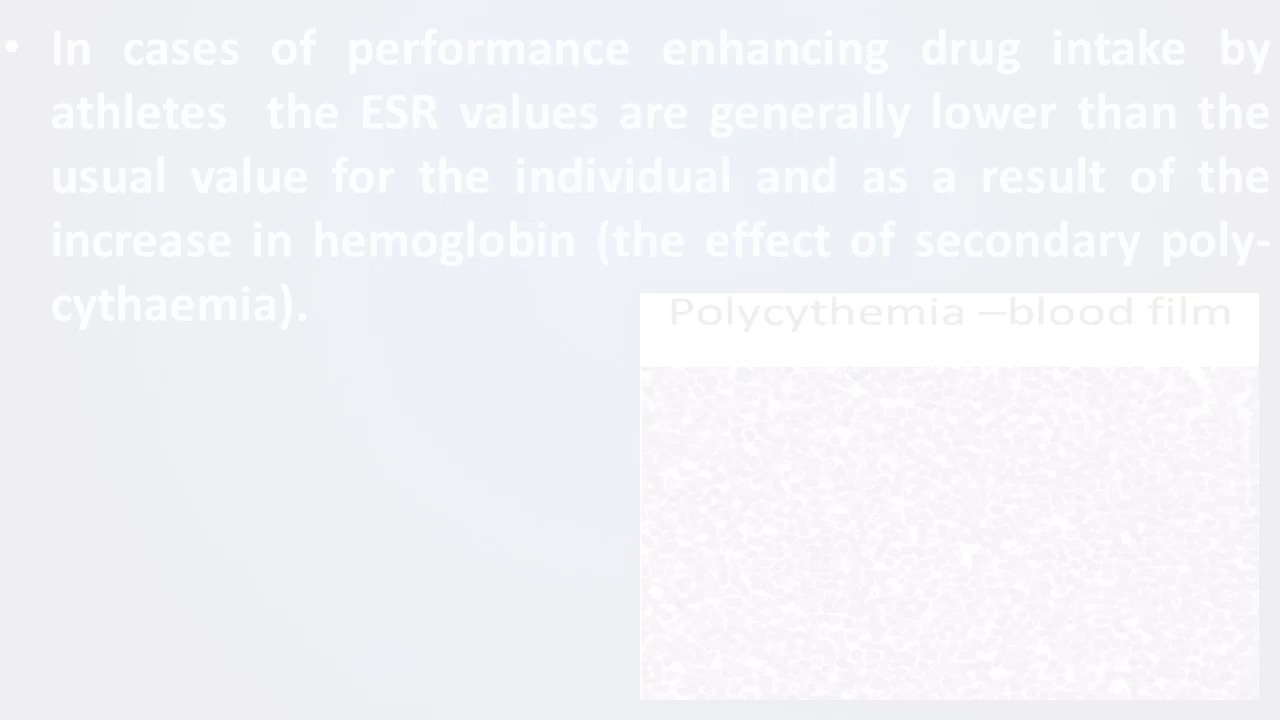 • In cases of performance enhancing drug intake by
athletes the ESR values are generally lower than the
usual value for the individual and as a result of the
increase in hemoglobin (the effect of secondary poly-
cythaemia).
Polycythemia –blood film